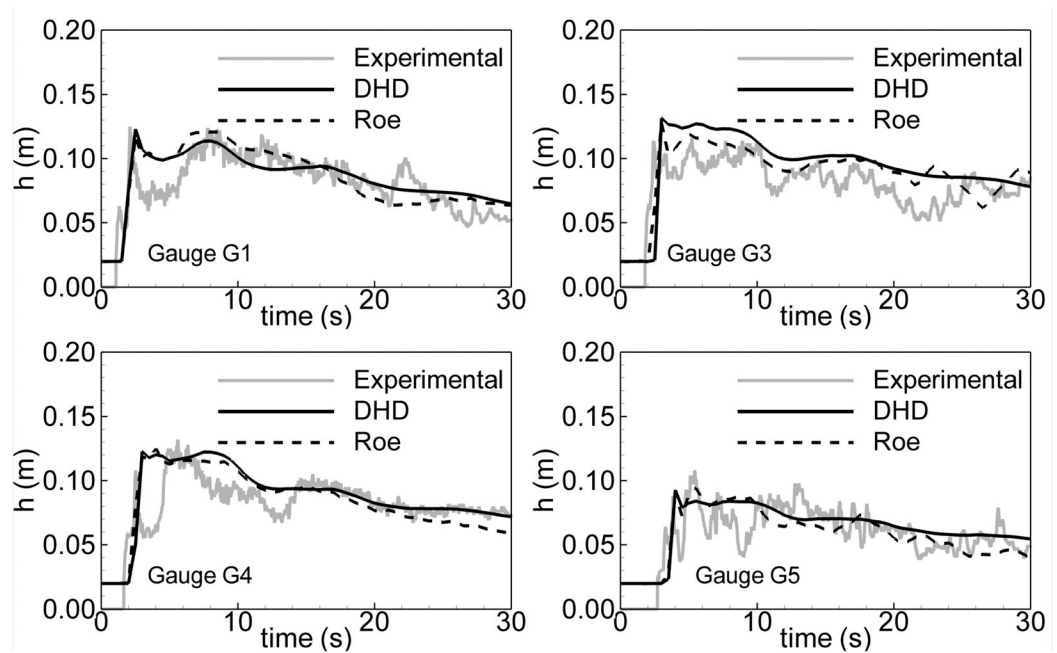 0.20
Experimental
DHD
Roe
0.15
h (m)
0.10
0.05
Gauge G1
0.00
0 10 20 30
time (s)
0.20
Experimental
DHD
Roe
0.15
h (m)
0.10
0.05
Gauge G3
0.00
0 10 20 30
time (s)
0.20
Experimental
DHD
Roe
0.15
h (m)
0.10
0.05
Gauge G4
0.00
0 10 20 30
time (s)
0.20
Experimental
DHD
Roe
0.15
h (m)
0.10
0.05
Gauge G5
0.00
0 10 20 30
time (s)